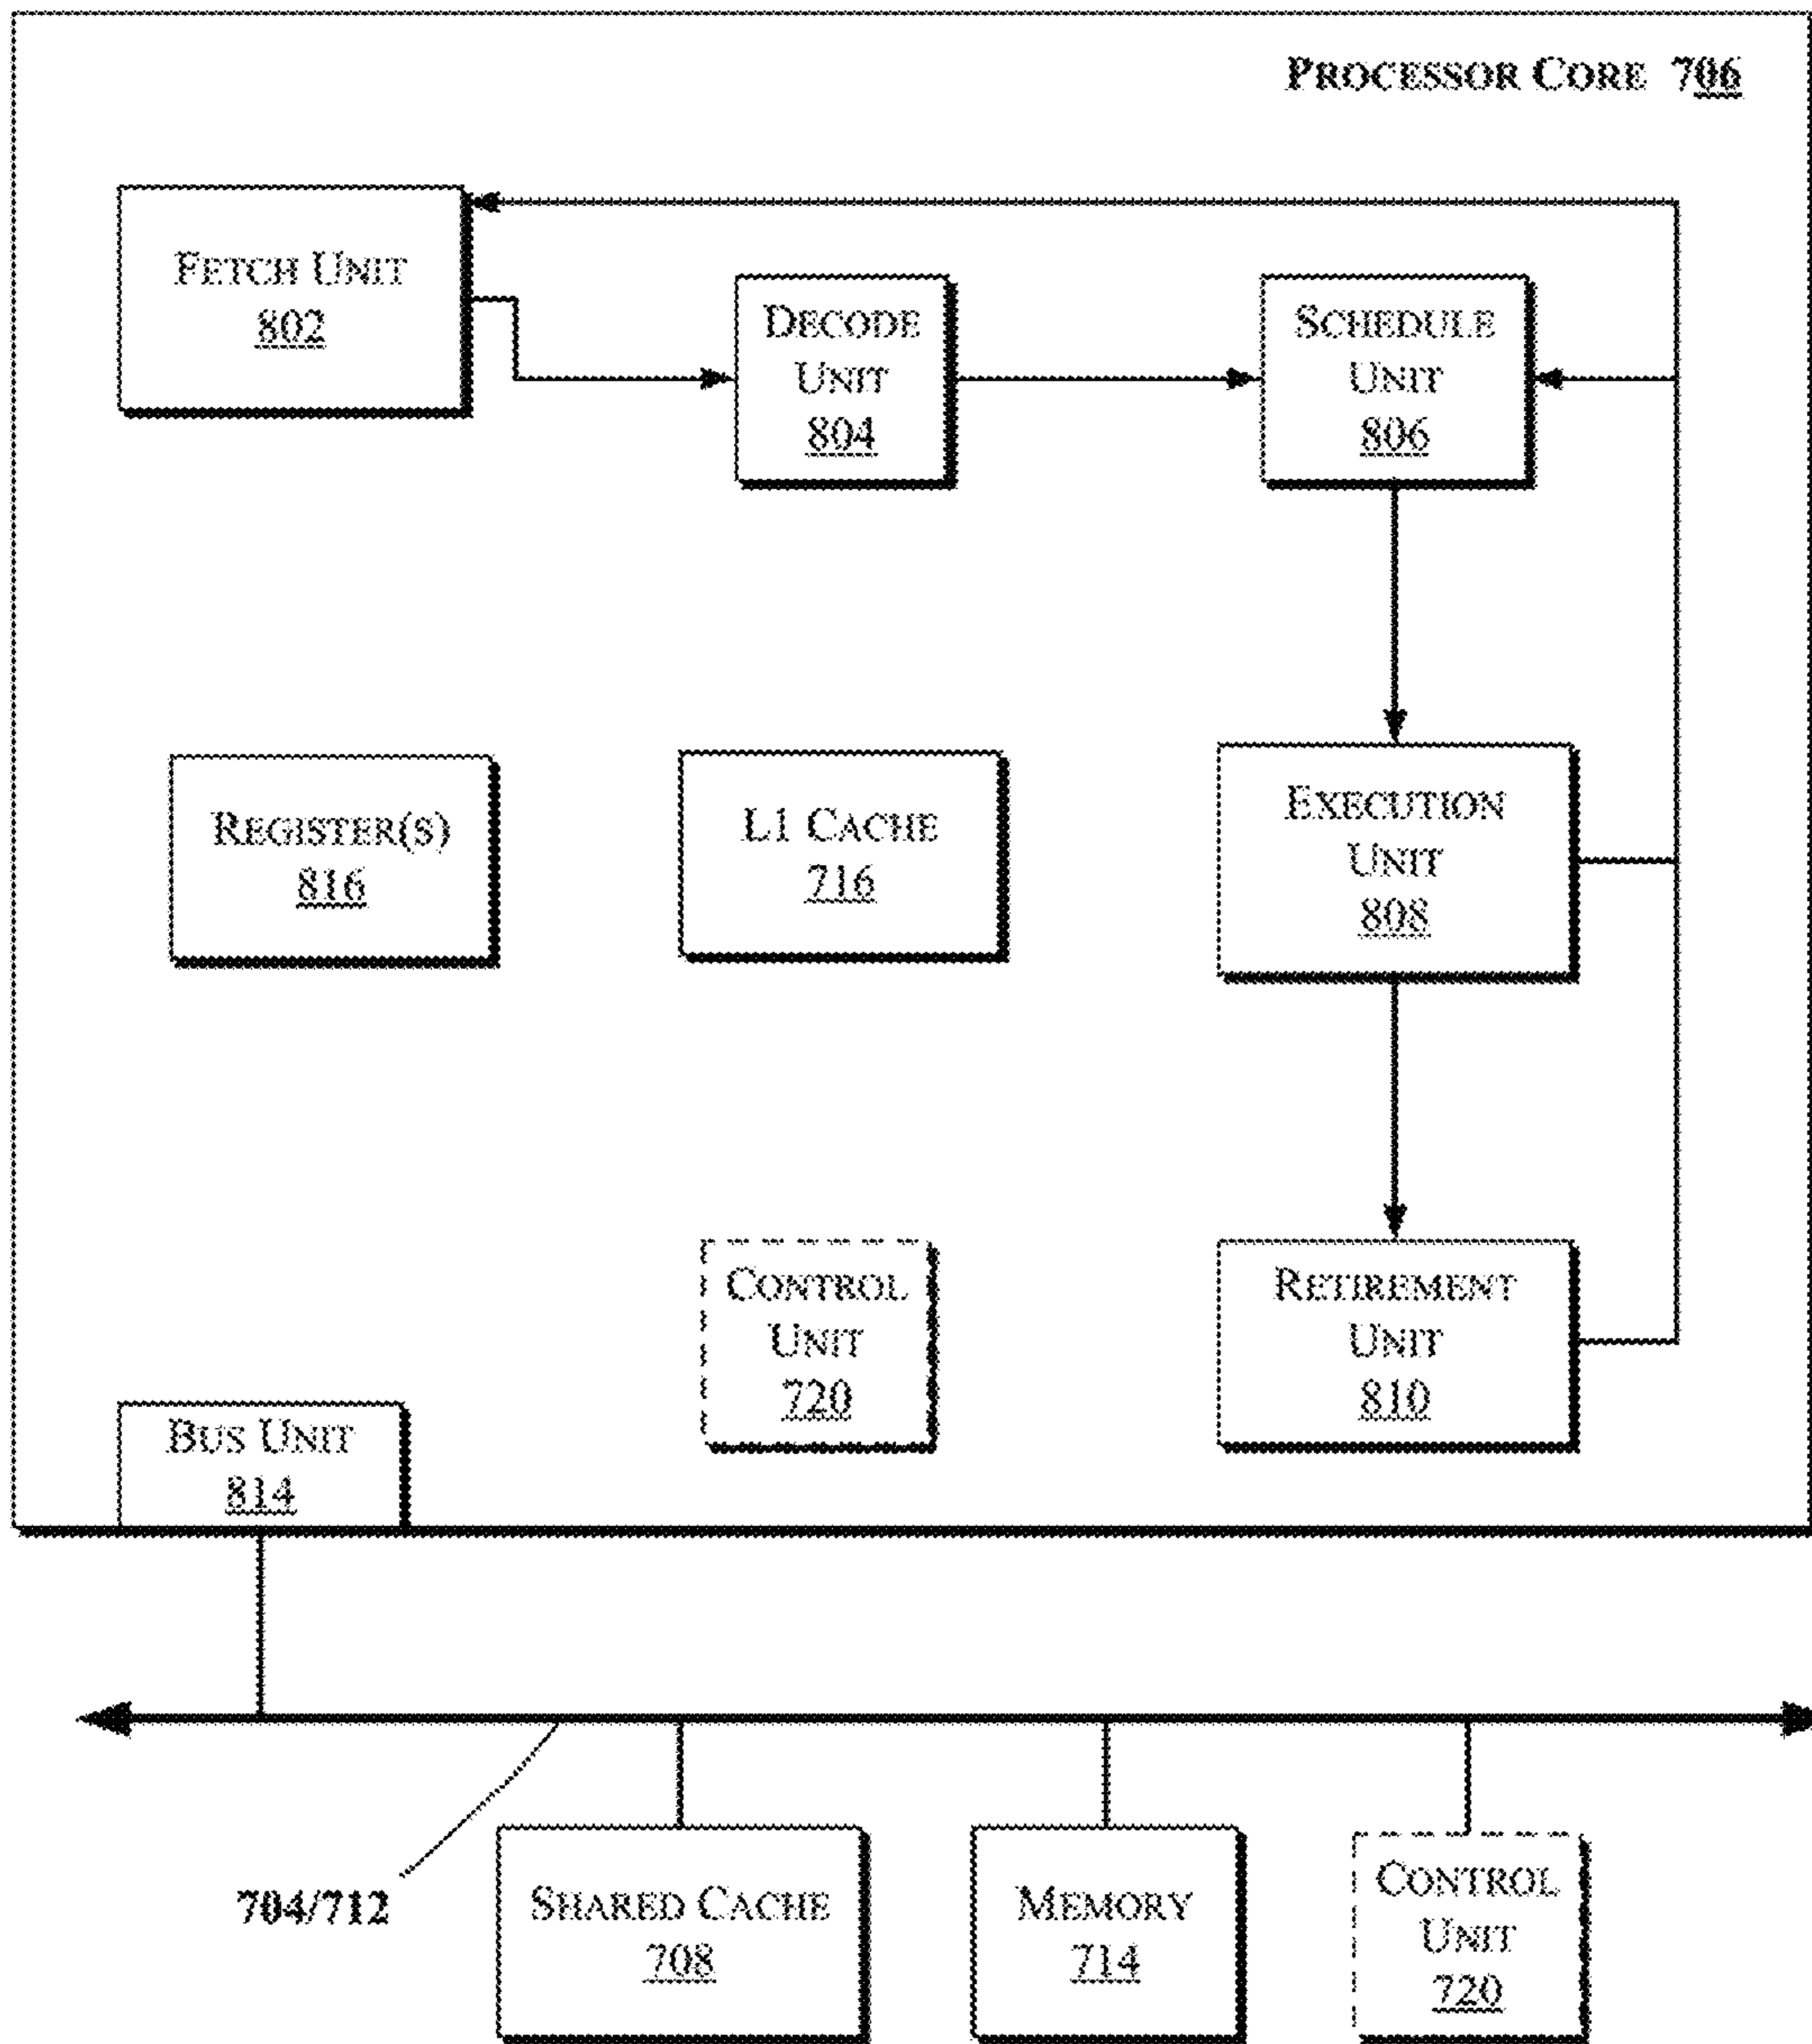 PROCESSOR CORE 706
FETCH UNIT
802
DECODE
UNIT
804
SCHEDULE
UNIT
806
REGISTER(S)
816
L1 CACHE
716
EXECUTION
UNIT
808
CONTROL
UNIT
720
RETIREMENT
UNIT
810
BUS UNIT
814
704/712
SHARED CACHE
708
MEMORY
714
CONTROL
UNIT
720